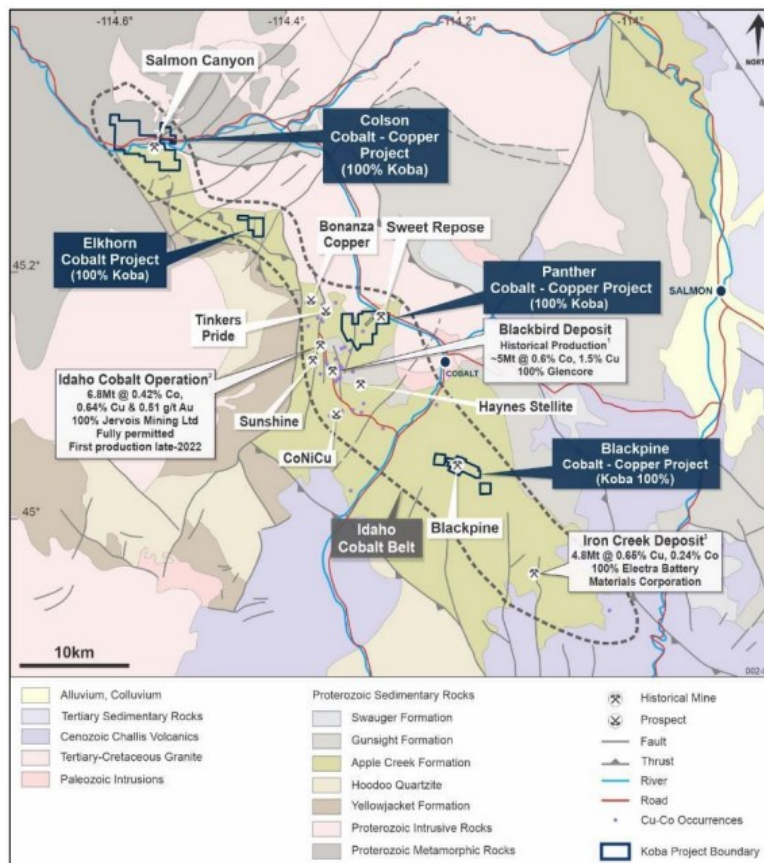 -114.6°
-114.4°
-114.2°
-114°
NORTH
Salmon Canyon
Colson
Cobalt - Copper
Project
(100% Koba)
Elkhorn
Cobalt Project
(100% Koba)
Bonanza
Copper
Sweet Repose
45.2°
Panther
Cobalt - Copper Project
(100% Koba)
SALMON
Tinkers
Pride
Blackbird Deposit
Historical Production¹
~5Mt @ 0.6% Co, 1.5% Cu
100% Glencore
Idaho Cobalt Operation²
6.8Mt @ 0.42% Co,
0.64% Cu & 0.51 g/t Au
100% Jervois Mining Ltd
Fully permitted
First production late-2022
COBALT
Sunshine
Haynes Stellite
CoNiCu
Blackpine
Cobalt - Copper Project
(Koba 100%)
45°
Idaho
Cobalt Belt
Blackpine
Iron Creek Deposit³
4.8Mt @ 0.65% Cu, 0.24% Co
100% Electra Battery
Materials Corporation
10km
Alluvium, Colluvium
Tertiary Sedimentary Rocks
Cenozoic Challis Volcanics
Tertiary-Cretaceous Granite
Paleozoic Intrusions
Proterozoic Sedimentary Rocks
Swauger Formation
Gunsight Formation
Apple Creek Formation
Hoodoo Quartzite
Yellowjacket Formation
Proterozoic Intrusive Rocks
Proterozoic Metamorphic Rocks
Historical Mine
Prospect
Fault
Thrust
River
Road
Cu-Co Occurrences
Koba Project Boundary